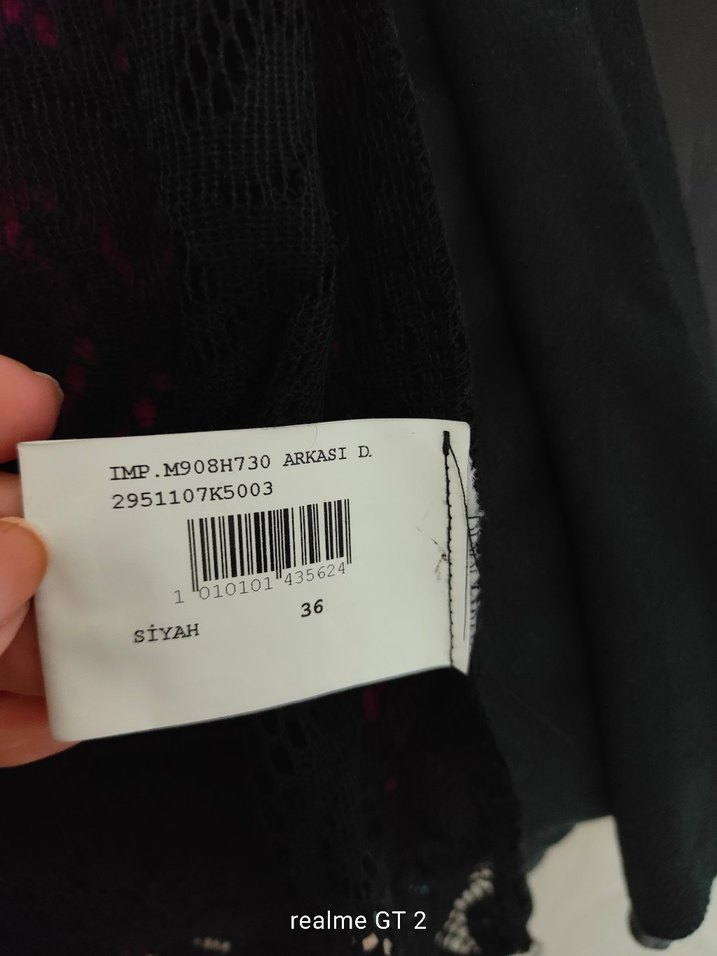 IMP.M908H730 ARKASI D.
2951107K5003
1 010101 435624
36
SİYAH
realme GT 2